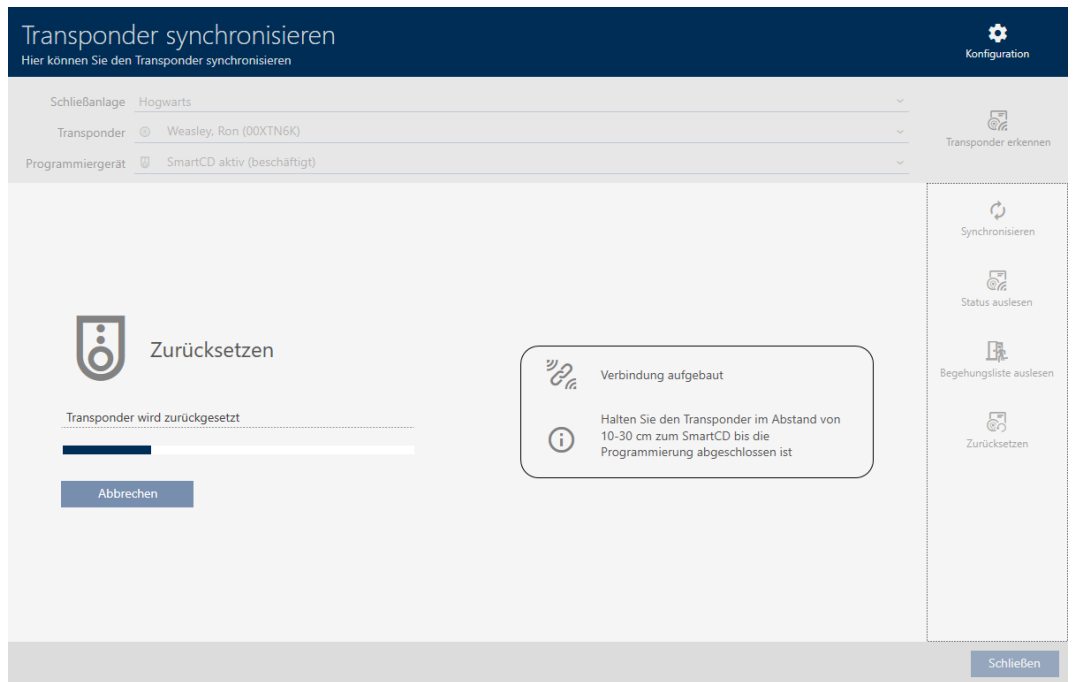 Transponder synchronisieren
Hier können Sie den Transponder synchronisieren
Konfiguration
Schließanlage Hogwarts
Transponder Weasley, Ron (00XTN6K)
Programmiergerät SmartCD aktiv (beschäftigt)
Transponder erkennen
Synchronisieren
Status auslesen
Begehungsliste auslesen
Zurücksetzen
Zurücksetzen
Transponder wird zurückgesetzt
Abbrechen
Verbindung aufgebaut
Halten Sie den Transponder im Abstand von
10-30 cm zum SmartCD bis die
Programmierung abgeschlossen ist
Schließen